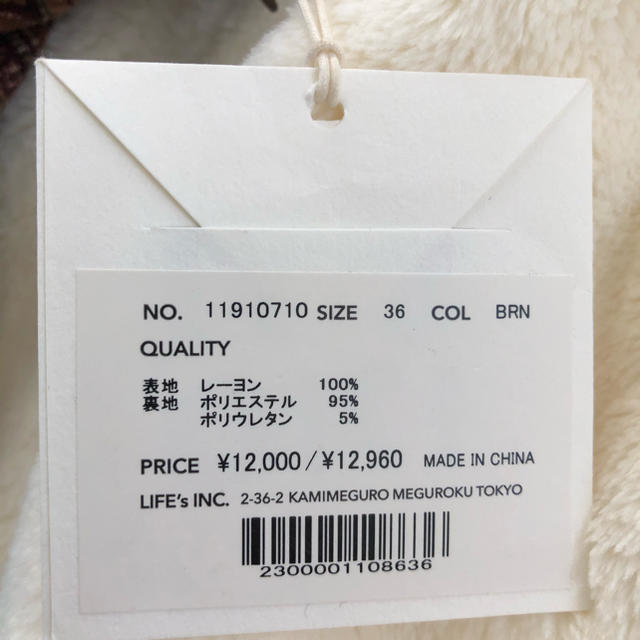 NO. 11910710 SIZE 36 COL BRN
QUALITY
表地 レーヨン 100%
裏地 ポリエステル 95%
ポリウレタン 5%
PRICE ¥12,000/¥12,960 MADE IN CHINA
LIFE's INC. 2-36-2 KAMIMEGURO MEGUROKU TOKYO
2300001108636